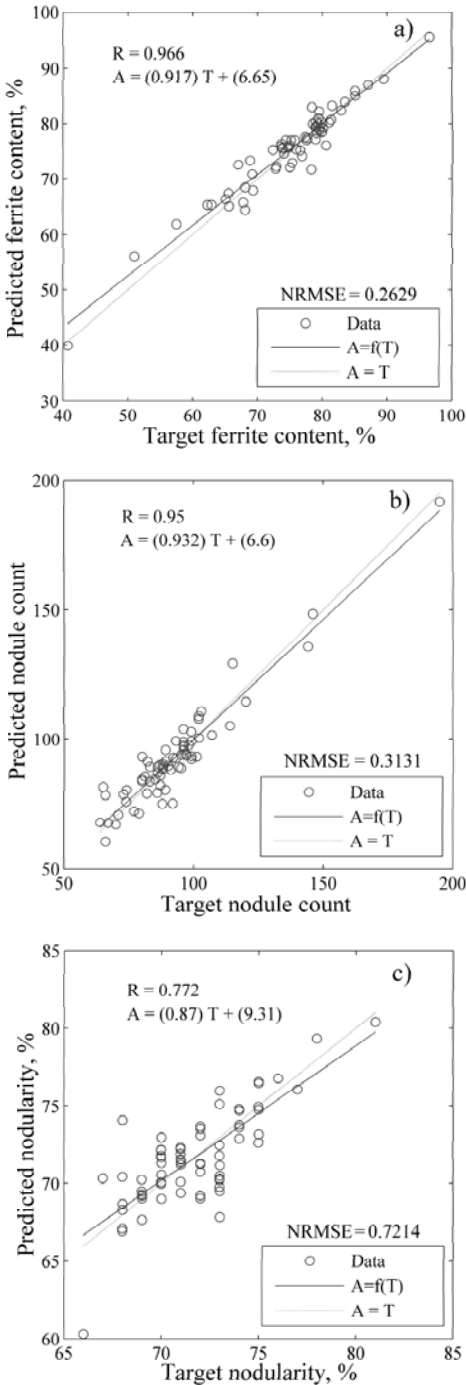 a)
R = 0.966
A = (0.917) T + (6.65)
100
90
80
70
60
50
40
30
Predicted ferrite content, %
NRMSE = 0.2629
Data
A=f(T)
A = T
40 50 60 70 80 90 100
Target ferrite content, %
b)
R = 0.95
A = (0.932) T + (6.6)
200
150
100
50
Predicted nodule count
NRMSE = 0.3131
Data
A=f(T)
A = T
50 100 150 200
Target nodule count
c)
R = 0.772
A = (0.87) T + (9.31)
85
80
75
70
65
60
Predicted nodularity, %
NRMSE = 0.7214
Data
A=f(T)
A = T
65 70 75 80 85
Target nodularity, %